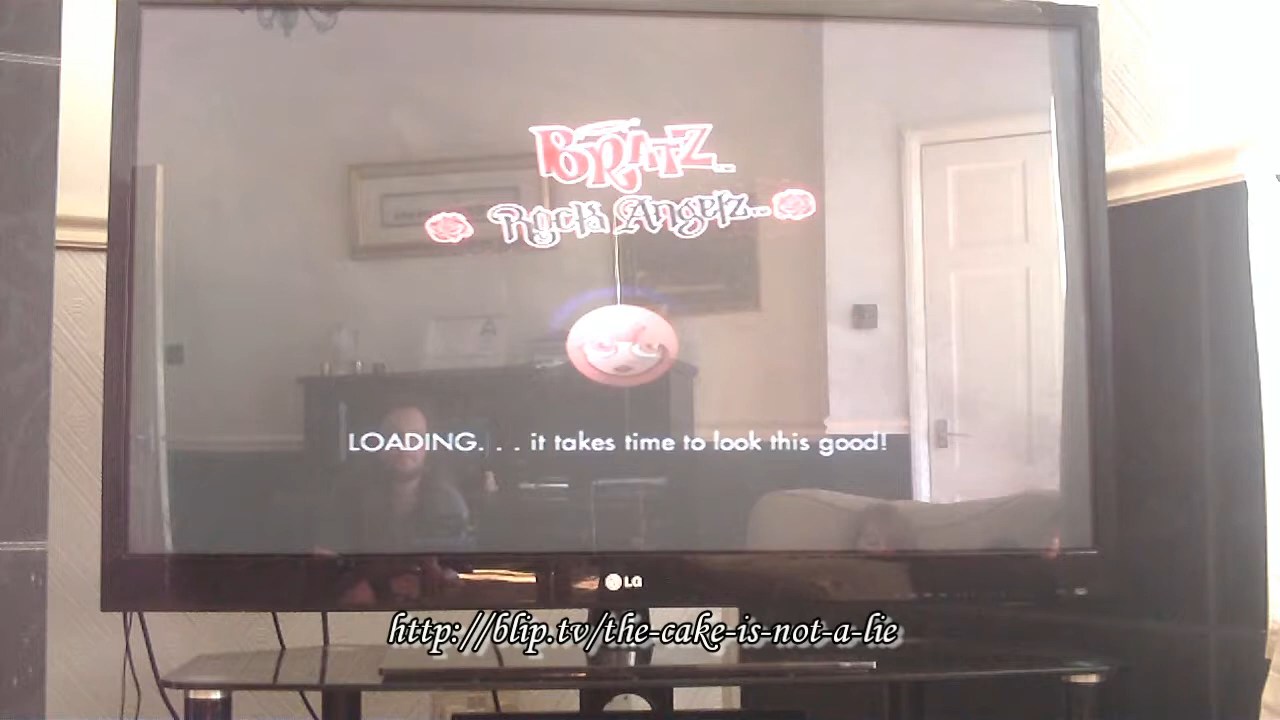 BRATZ
Rock Angelz
LOADING. . . it takes time to look this good!
LG
http://blip.tv/the-cake-is-not-a-lie